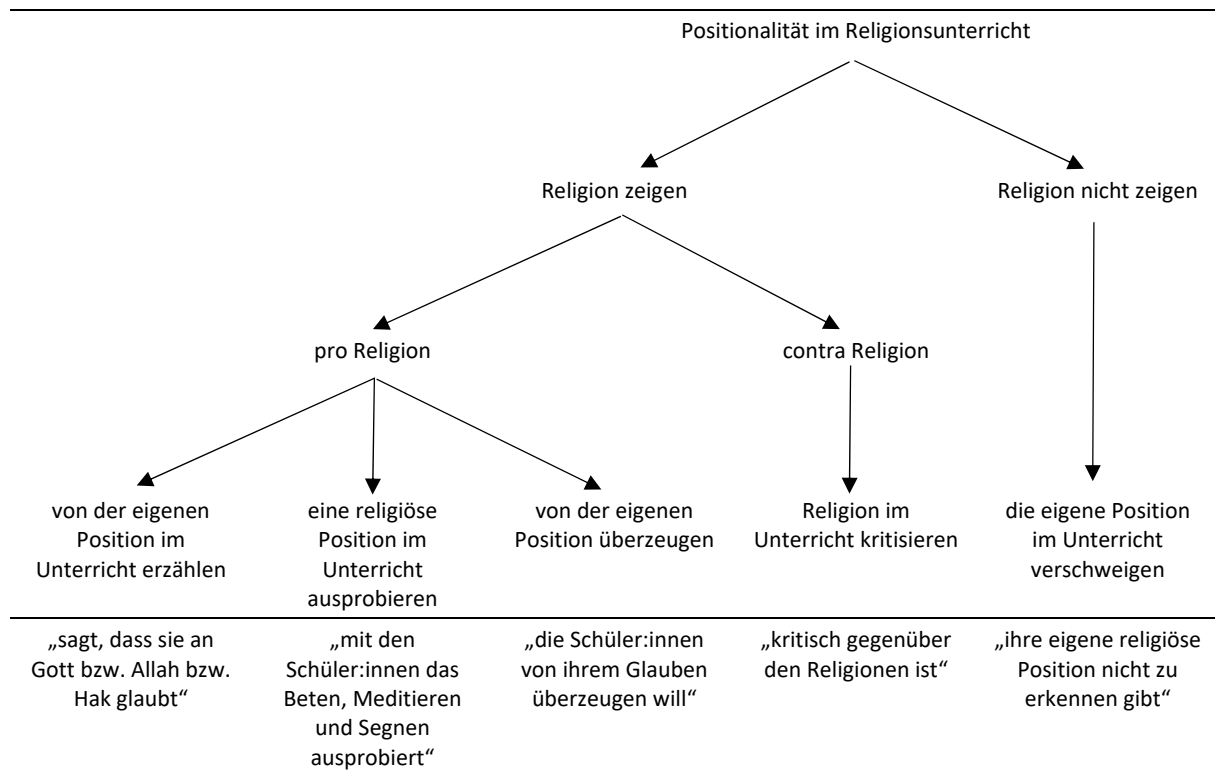 Positionalität im Religionsunterricht
Religion zeigen
Religion nicht zeigen
pro Religion
contra Religion
von der eigenen
Position im
Unterricht erzählen
eine religiöse
Position im
Unterricht
ausprobieren
von der eigenen
Position überzeugen
Religion im
Unterricht kritisieren
die eigene Position
im Unterricht
verschweigen
„sagt, dass sie an
Gott bzw. Allah bzw.
Hak glaubt“
„mit den
Schüler:innen das
Beten, Meditieren
und Segnen
ausprobiert“
„die Schüler:innen
von ihrem Glauben
überzeugen will“
„kritisch gegenüber
den Religionen ist“
„ihre eigene religiöse
Position nicht zu
erkennen gibt“